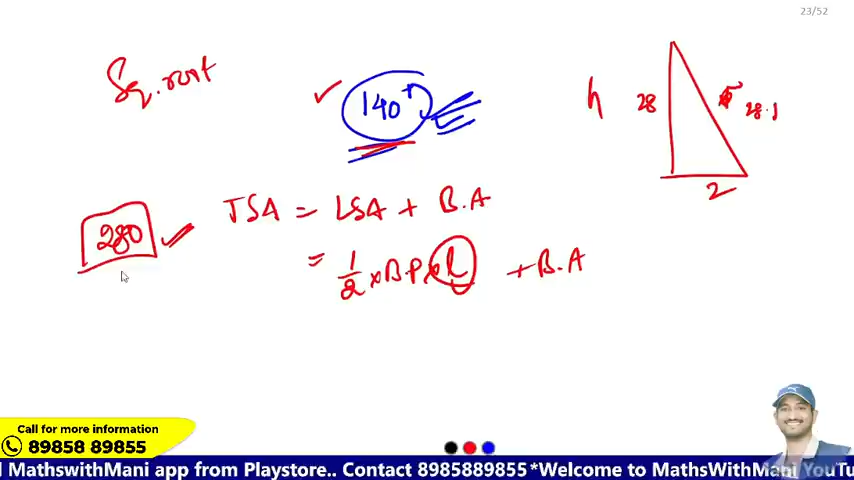 23/52
Sq. root
140+
h
28
28.1
2
280
TSA = LSA + B.A
= 1/2 × B.P × l + B.A
Call for more information
89858 89855
l MathswithMani app from Playstore.. Contact 8985889855*Welcome to MathsWithMani YouTu